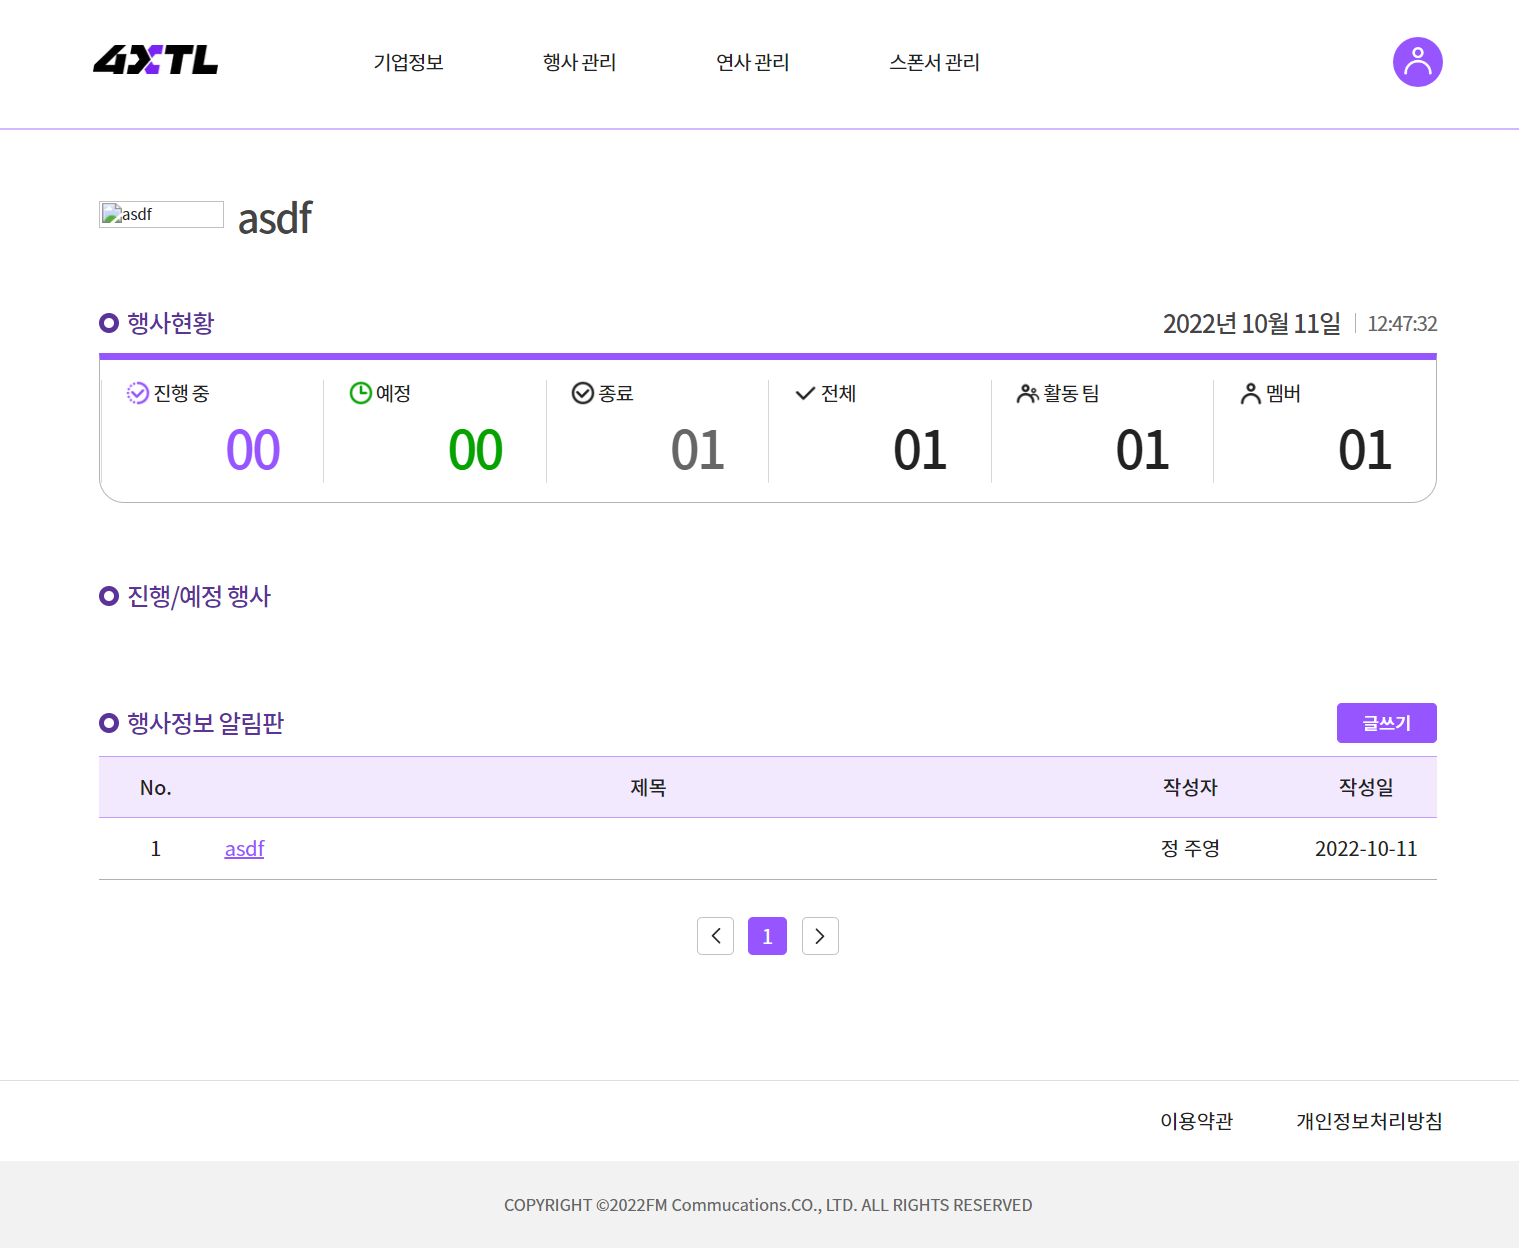 4XTL 기업정보 행사 관리 연사 관리 스폰서 관리
asdf asdf
행사현황 2022년 10월 11일 12:47:32
진행 중 예정 종료 전체 활동 팀 멤버
00 00 01 01 01 01
진행/예정 행사
행사정보 알림판 글쓰기
No. 제목 작성자 작성일
1 asdf 정 주영 2022-10-11
1
이용약관 개인정보처리방침
COPYRIGHT ©2022FM Commucations.CO., LTD. ALL RIGHTS RESERVED